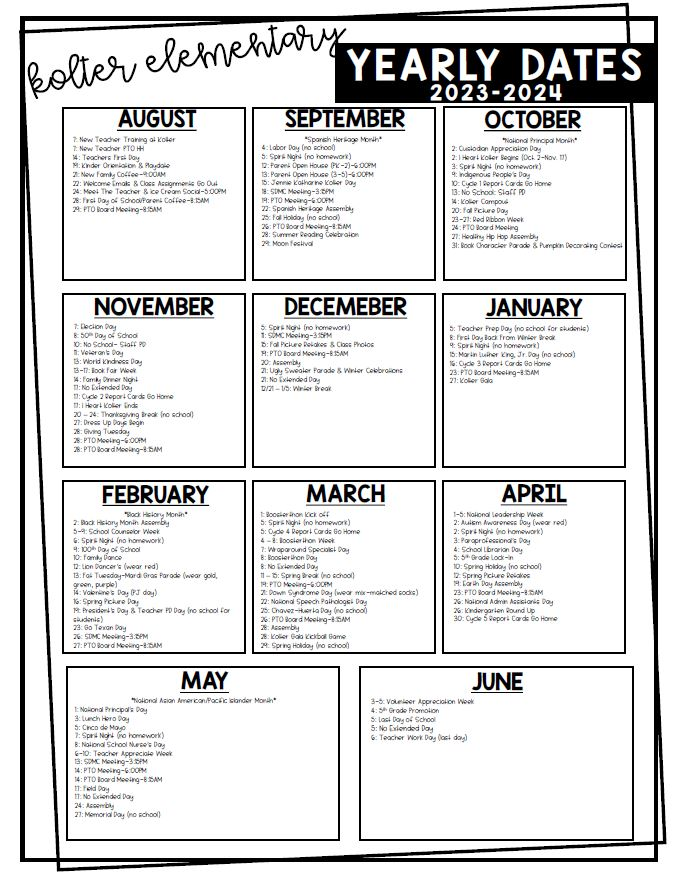 kolter elementary
YEARLY DATES
2023-2024
AUGUST
7: New Teacher Training at Kolter
7: New Teacher PTO HH
14: Teachers First Day
19: Kinder Orientation & Playdate
21: New Family Coffee-9:00AM
22: Welcome Emails & Class Assignments Go Out
24: Meet The Teacher & Ice Cream Social-5:00PM
28: First Day of School/Parent Coffee-8:15AM
29: PTO Board Meeting-8:15AM
SEPTEMBER
*Spanish Heritage Month*
4: Labor Day (no school)
5: Spirit Night (no homework)
12: Parent Open House (PK-2)-6:00PM
13: Parent Open House (3-5)-6:00PM
15: Jennie Katharine Kolter Day
18: SDMC Meeting-3:15PM
19: PTO Meeting-6:00PM
22: Spanish Heritage Assembly
25: Fall Holiday (no school)
26: PTO Board Meeting-8:15AM
28: Summer Reading Celebration
29: Moon Festival
OCTOBER
*National Principal Month*
2: Custodian Appreciation Day
2: I Heart Kolter Begins (Oct. 2-Nov. 17)
3: Spirit Night (no homework)
9: Indigenous People's Day
10: Cycle 1 Report Cards Go Home
13: No School: Staff PD
14: Kolter Campout
20: Fall Picture Day
23-27: Red Ribbon Week
24: PTO Board Meeting
27: Healthy Hip Hop Assembly
31: Book Character Parade & Pumpkin Decorating Contest
NOVEMBER
7: Election Day
8: 50th Day of School
10: No School- Staff PD
11: Veteran's Day
13: World Kindness Day
13-17: Book Fair Week
14: Family Dinner Night
17: No Extended Day
17: Cycle 2 Report Cards Go Home
17: I Heart Kolter Ends
20 – 24: Thanksgiving Break (no school)
27: Dress Up Days Begin
28: Giving Tuesday
28: PTO Meeting-6:00PM
28: PTO Board Meeting-8:15AM
DECEMEBER
5: Spirit Night (no homework)
11: SDMC Meeting-3:15PM
15: Fall Picture Retakes & Class Photos
19: PTO Board Meeting-8:15AM
20: Assembly
21: Ugly Sweater Parade & Winter Celebrations
21: No Extended Day
12/21 – 1/5: Winter Break
JANUARY
5: Teacher Prep Day (no school for students)
8: First Day Back From Winter Break
9: Spirit Night (no homework)
15: Martin Luther King, Jr. Day (no school)
16: Cycle 3 Report Cards Go Home
23: PTO Board Meeting-8:15AM
27: Kolter Gala
FEBRUARY
*Black History Month*
2: Black History Month Assembly
5-9: School Counselor Week
6: Spirit Night (no homework)
9: 100th Day of School
10: Family Dance
12: Lion Dancer's (wear red)
13: Fat Tuesday-Mardi Gras Parade (wear gold,
green, purple)
14: Valentine's Day (PJ day)
16: Spring Picture Day
19: President's Day & Teacher PD Day (no school for
students)
23: Go Texan Day
26: SDMC Meeting-3:15PM
27: PTO Board Meeting-8:15AM
MARCH
1: Boosterthon Kick off
5: Spirit Night (no homework)
5: Cycle 4 Report Cards Go Home
4 – 8: Boosterthon Week
7: Wraparound Specialist Day
8: Boosterthon Day
8: No Extended Day
11 – 15: Spring Break (no school)
19: PTO Meeting-6:00PM
21: Down Syndrome Day (wear mix-matched socks)
22: National Speech Pathologist Day
25: Chavez-Huerta Day (no school)
26: PTO Board Meeting-8:15AM
28: Assembly
28: Kolter Gala Kickball Game
29: Spring Holiday (no school)
APRIL
1-5: National Leadership Week
2: Autism Awareness Day (wear red)
2: Spirit Night (no homework)
3: Paraprofessional's Day
4: School Librarian Day
5: 5th Grade Lock-In
10: Spring Holiday (no school)
12: Spring Picture Retakes
19: Earth Day Assembly
23: PTO Board Meeting-8:15AM
26: National Admin Assistants Day
26: Kindergarten Round Up
30: Cycle 5 Report Cards Go Home
MAY
*National Asian American/Pacific Islander Month*
1: National Principal's Day
3: Lunch Hero Day
5: Cinco de Mayo
7: Spirit Night (no homework)
8: National School Nurse's Day
6-10: Teacher Appreciate Week
13: SDMC Meeting-3:15PM
14: PTO Meeting-6:00PM
14: PTO Board Meeting-8:15AM
17: Field Day
17: No Extended Day
24: Assembly
27: Memorial Day (no school)
JUNE
3-5: Volunteer Appreciation Week
4: 5th Grade Promotion
5: Last Day of School
5: No Extended Day
6: Teacher Work Day (last day)